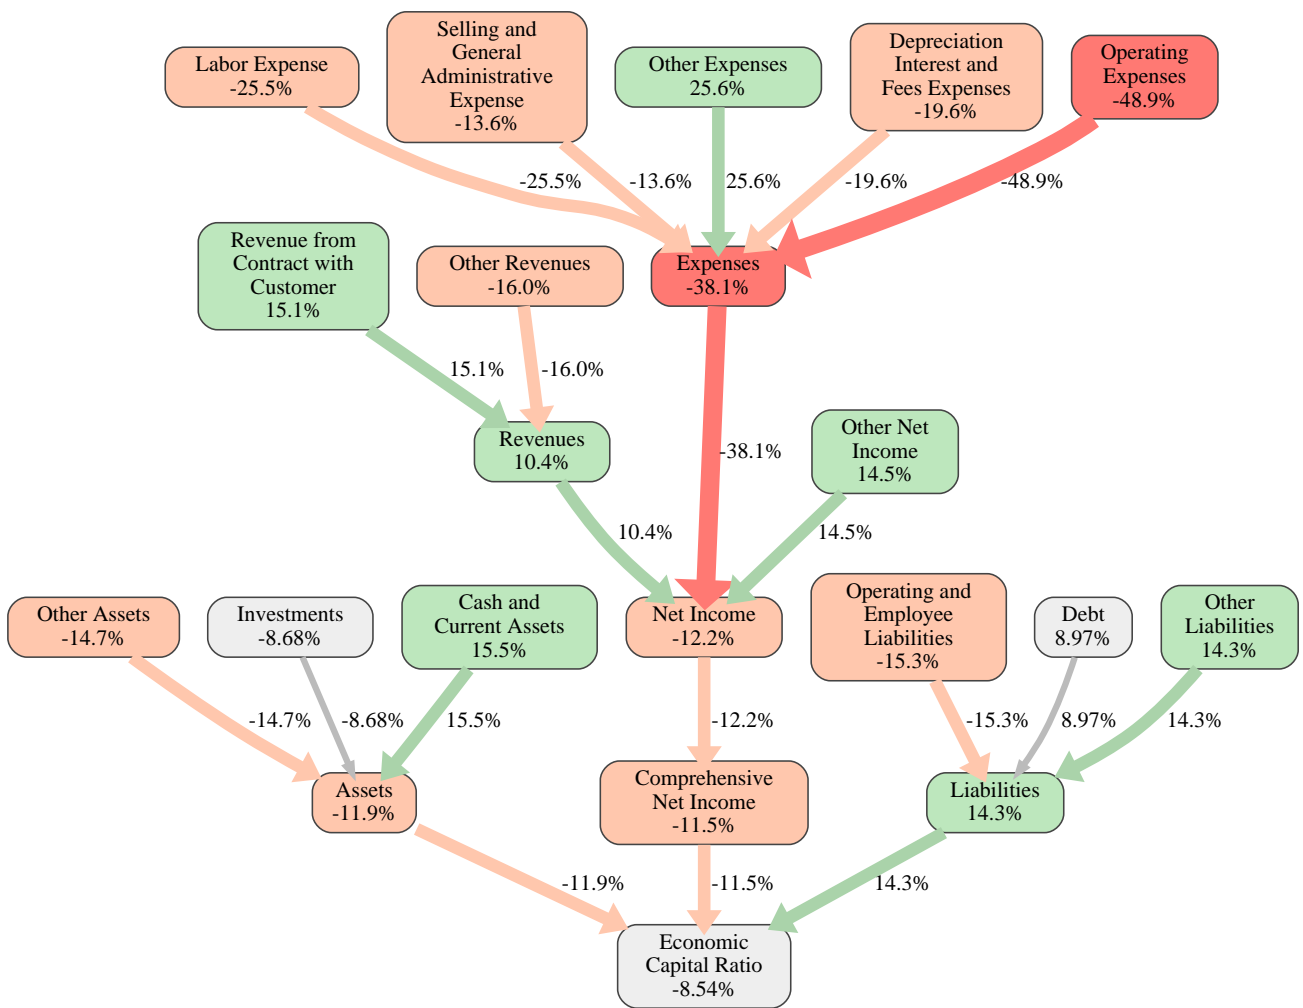 Labor Expense
-25.5%
Selling and
General
Administrative
Expense
-13.6%
Other Expenses
25.6%
Depreciation
Interest and
Fees Expenses
-19.6%
Operating
Expenses
-48.9%
-25.5%
-13.6%
25.6%
-19.6%
-48.9%
Revenue from
Contract with
Customer
15.1%
Other Revenues
-16.0%
Expenses
-38.1%
15.1%
-16.0%
-38.1%
Revenues
10.4%
Other Net
Income
14.5%
10.4%
14.5%
Other Assets
-14.7%
Investments
-8.68%
Cash and
Current Assets
15.5%
Net Income
-12.2%
Operating and
Employee
Liabilities
-15.3%
Debt
8.97%
Other
Liabilities
14.3%
-14.7%
-8.68%
15.5%
-12.2%
-15.3%
8.97%
14.3%
Assets
-11.9%
Comprehensive
Net Income
-11.5%
Liabilities
14.3%
-11.9%
-11.5%
14.3%
Economic
Capital Ratio
-8.54%